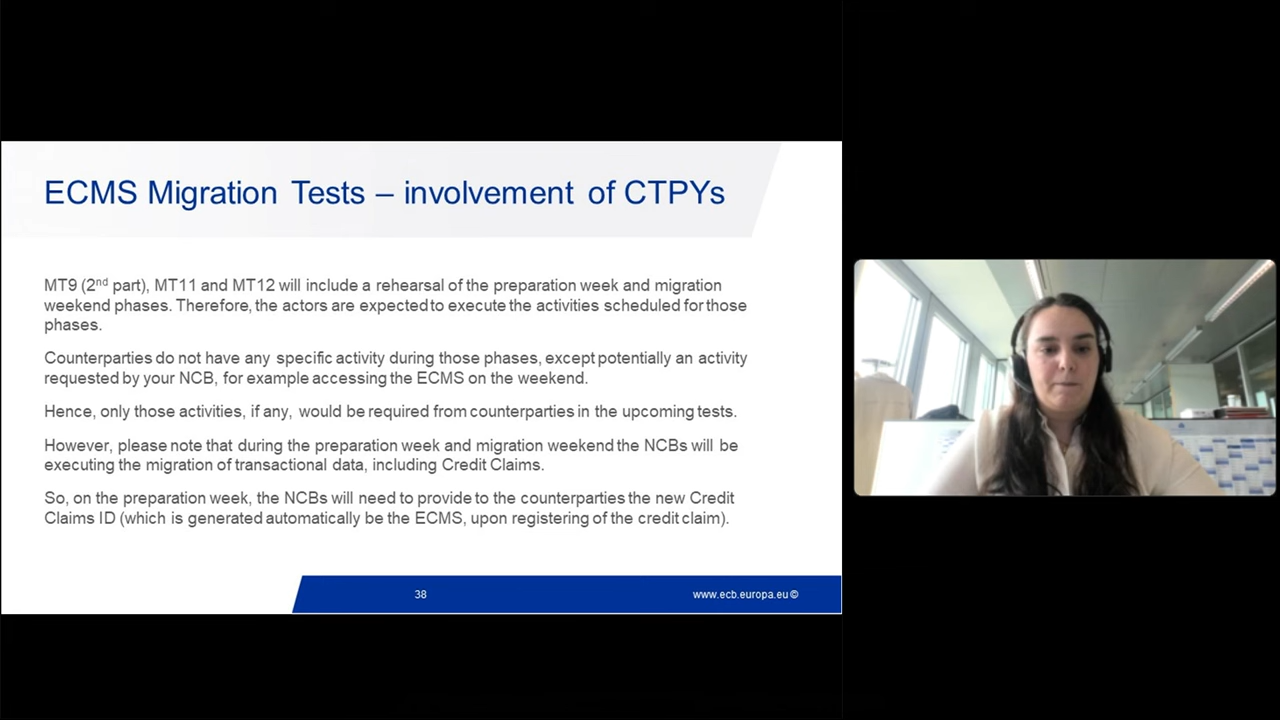 ECMS Migration Tests – involvement of CTPYs
MT9 (2nd part), MT11 and MT12 will include a rehearsal of the preparation week and migration
weekend phases. Therefore, the actors are expected to execute the activities scheduled for those
phases.
Counterparties do not have any specific activity during those phases, except potentially an activity
requested by your NCB, for example accessing the ECMS on the weekend.
Hence, only those activities, if any, would be required from counterparties in the upcoming tests.
However, please note that during the preparation week and migration weekend the NCBs will be
executing the migration of transactional data, including Credit Claims.
So, on the preparation week, the NCBs will need to provide to the counterparties the new Credit
Claims ID (which is generated automatically be the ECMS, upon registering of the credit claim).
38
www.ecb.europa.eu ©